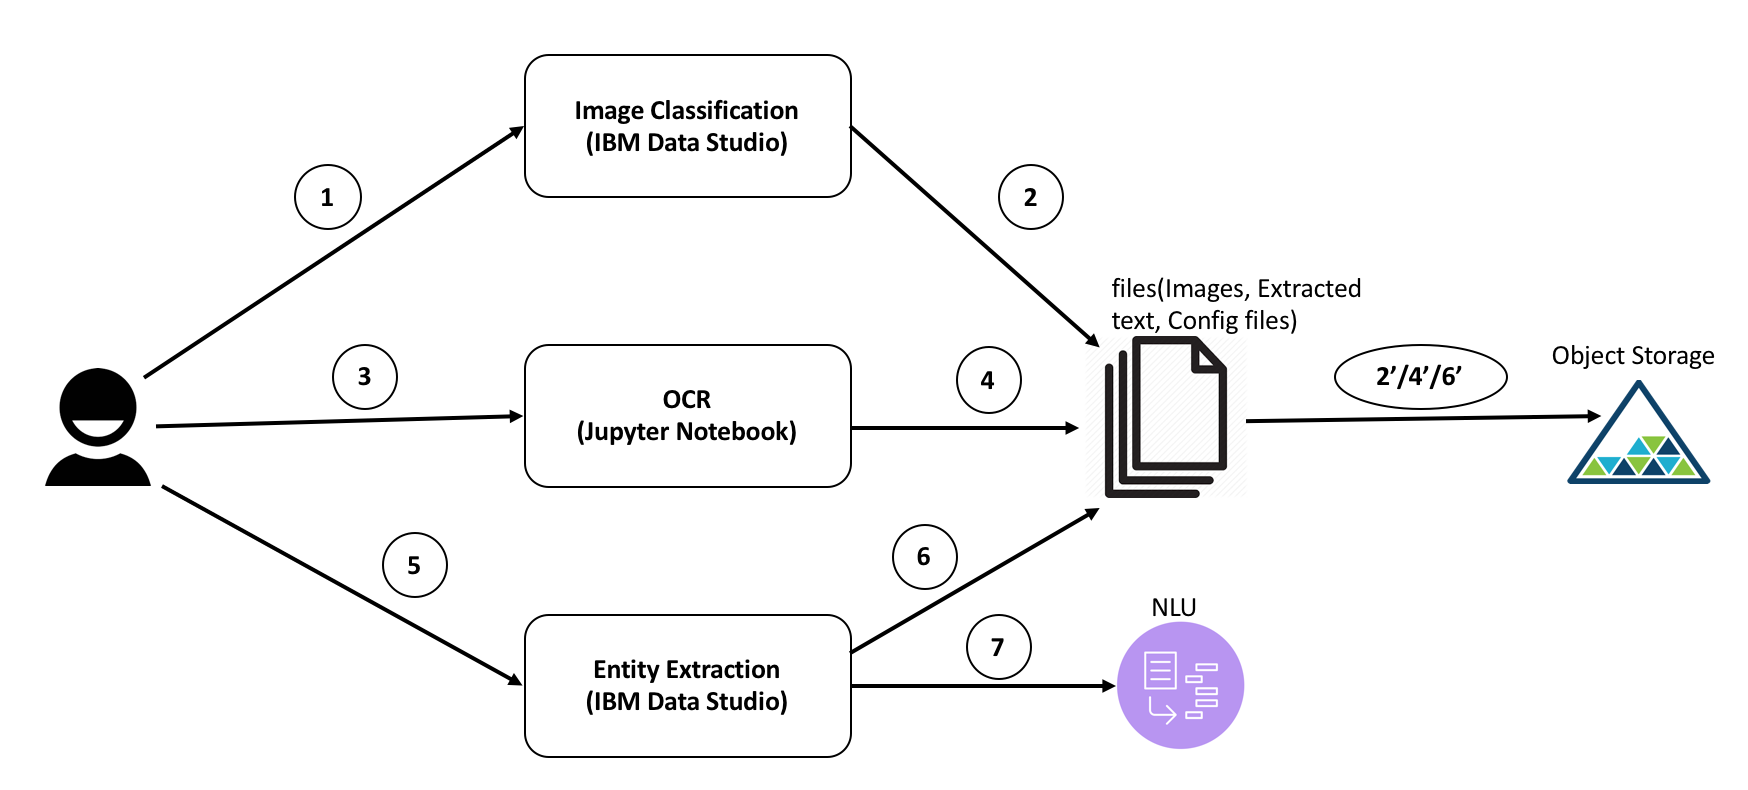 Image Classification
(IBM Data Studio)
1
2
files(Images, Extracted
text, Config files)
3
OCR
(Jupyter Notebook)
4
2’/4’/6’
Object Storage
5
6
NLU
7
Entity Extraction
(IBM Data Studio)